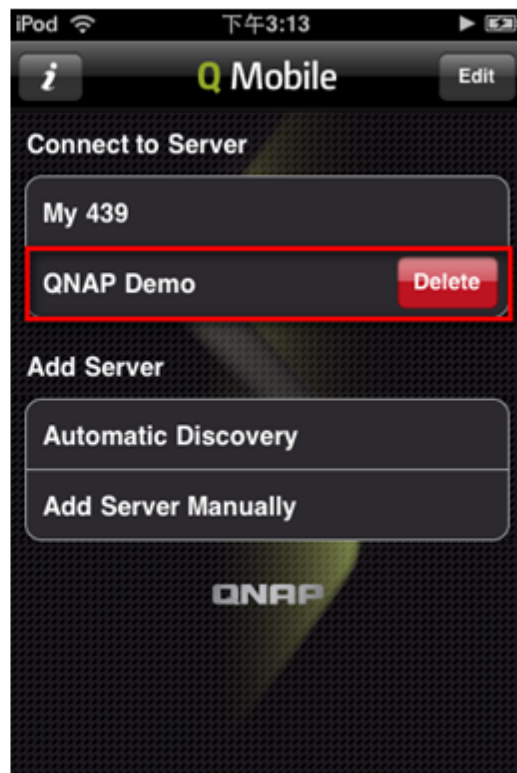 iPod 下午3:13
i Q Mobile Edit
Connect to Server
My 439
QNAP Demo Delete
Add Server
Automatic Discovery
Add Server Manually
QNAP